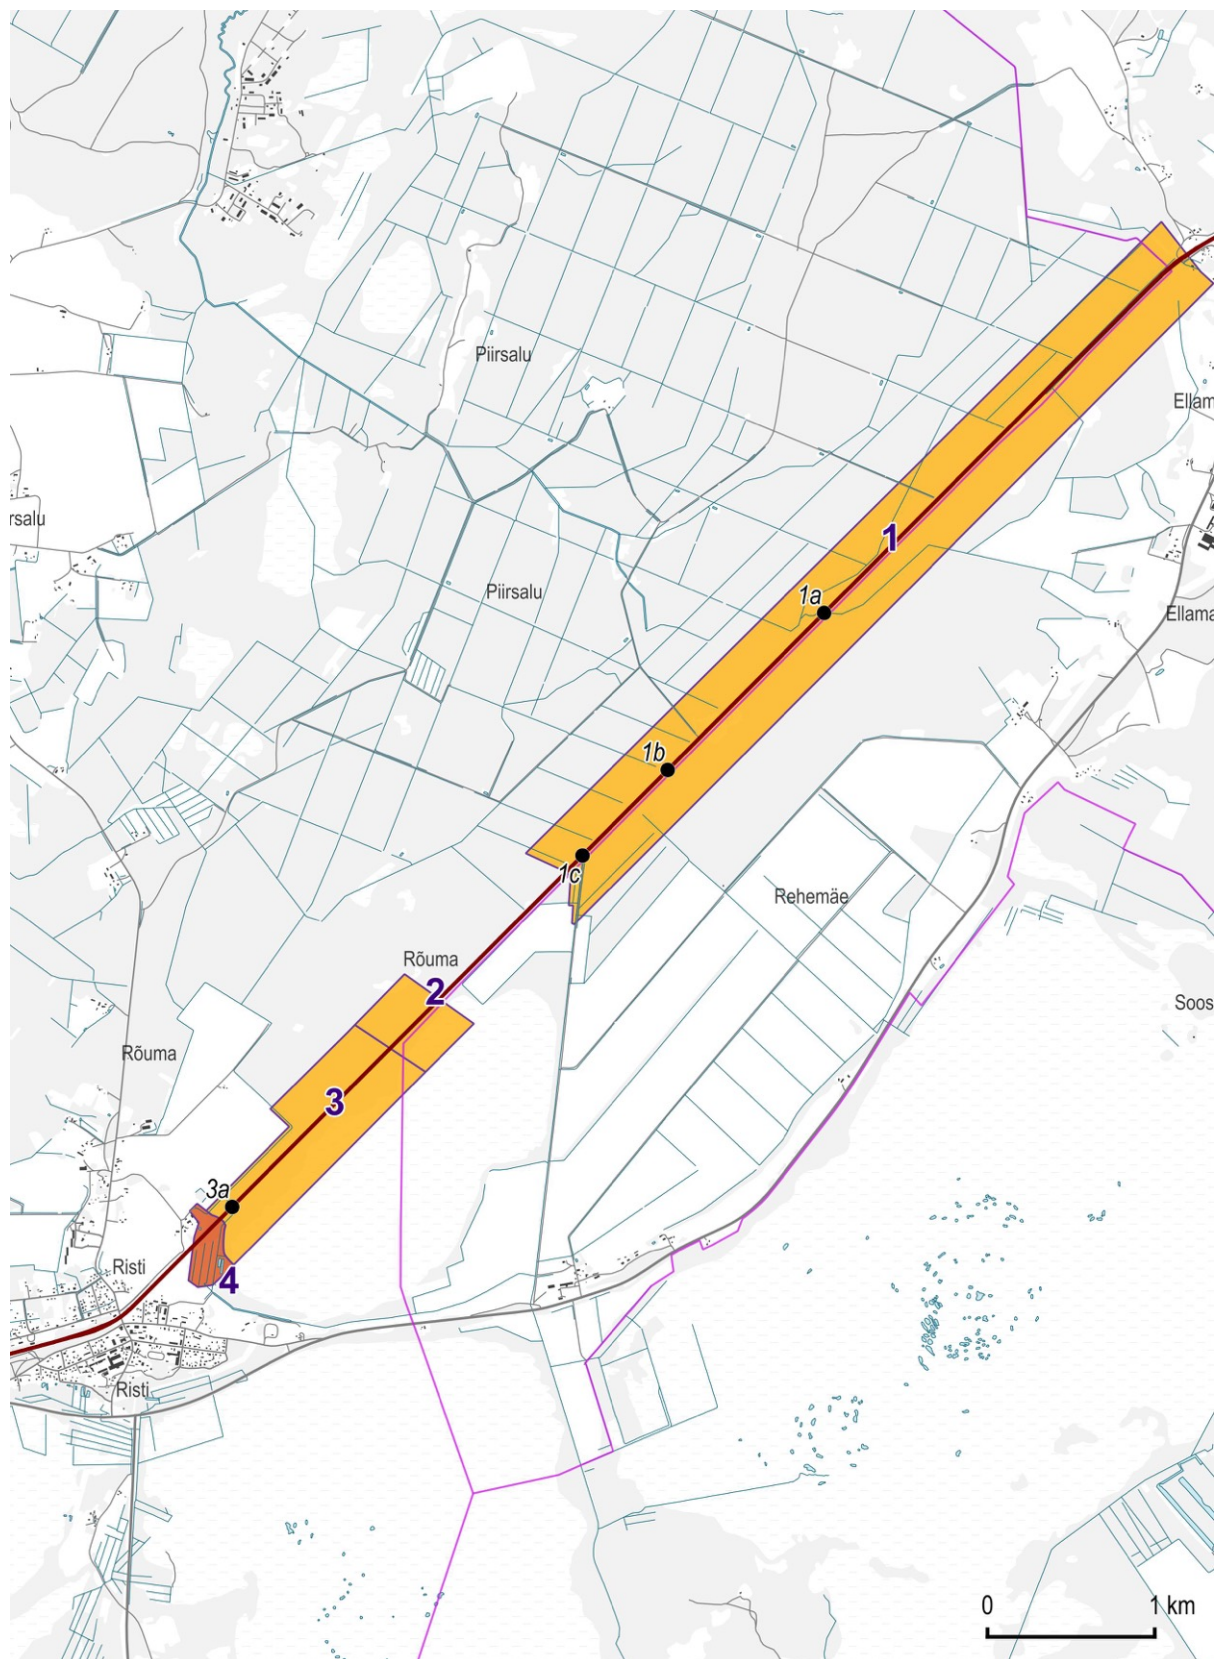 Piirsalu
Ellam
rsalu
1
Piirsalu
1a
Ellama
1b
1c
Rehemäe
Rõuma
2
Soos
Rõuma
3
3a
Risti
4
Risti
0 1 km